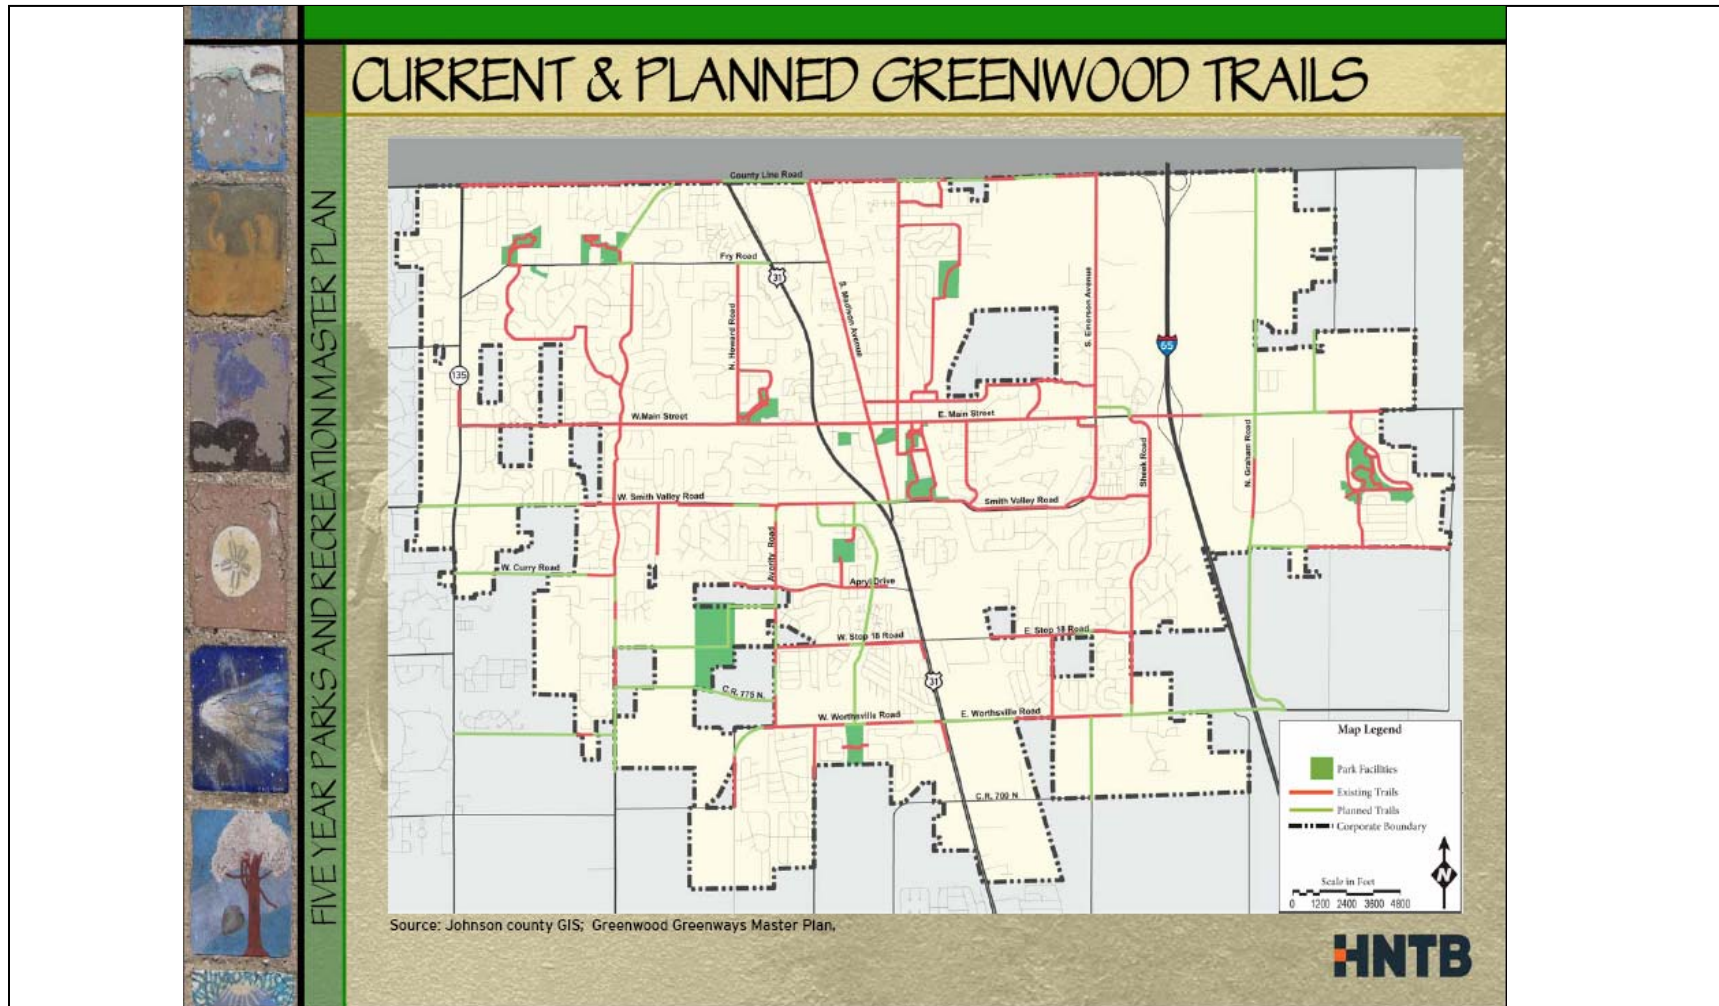 CURRENT & PLANNED GREENWOOD TRAILS
FIVE YEAR PARKS AND RECREATION MASTER PLAN
County Line Road
Fry Road
31
S. Madison Avenue
N. Howard Road
S. Emerson Avenue
65
135
W.Main Street
E. Main Street
N. Graham Road
Sheek Road
W. Smith Valley Road
Smith Valley Road
Averitt Road
W. Curry Road
Apryl Drive
W. Stop 18 Road
E. Stop 18 Road
31
C.R. 775 N.
W. Worthsville Road
E. Worthsville Road
C.R. 700 N.
Map Legend
Park Facilities
Existing Trails
Planned Trails
Corporate Boundary
Scale in Feet
0 1200 2400 3600 4800
N
Source: Johnson county GIS; Greenwood Greenways Master Plan.
HNTB